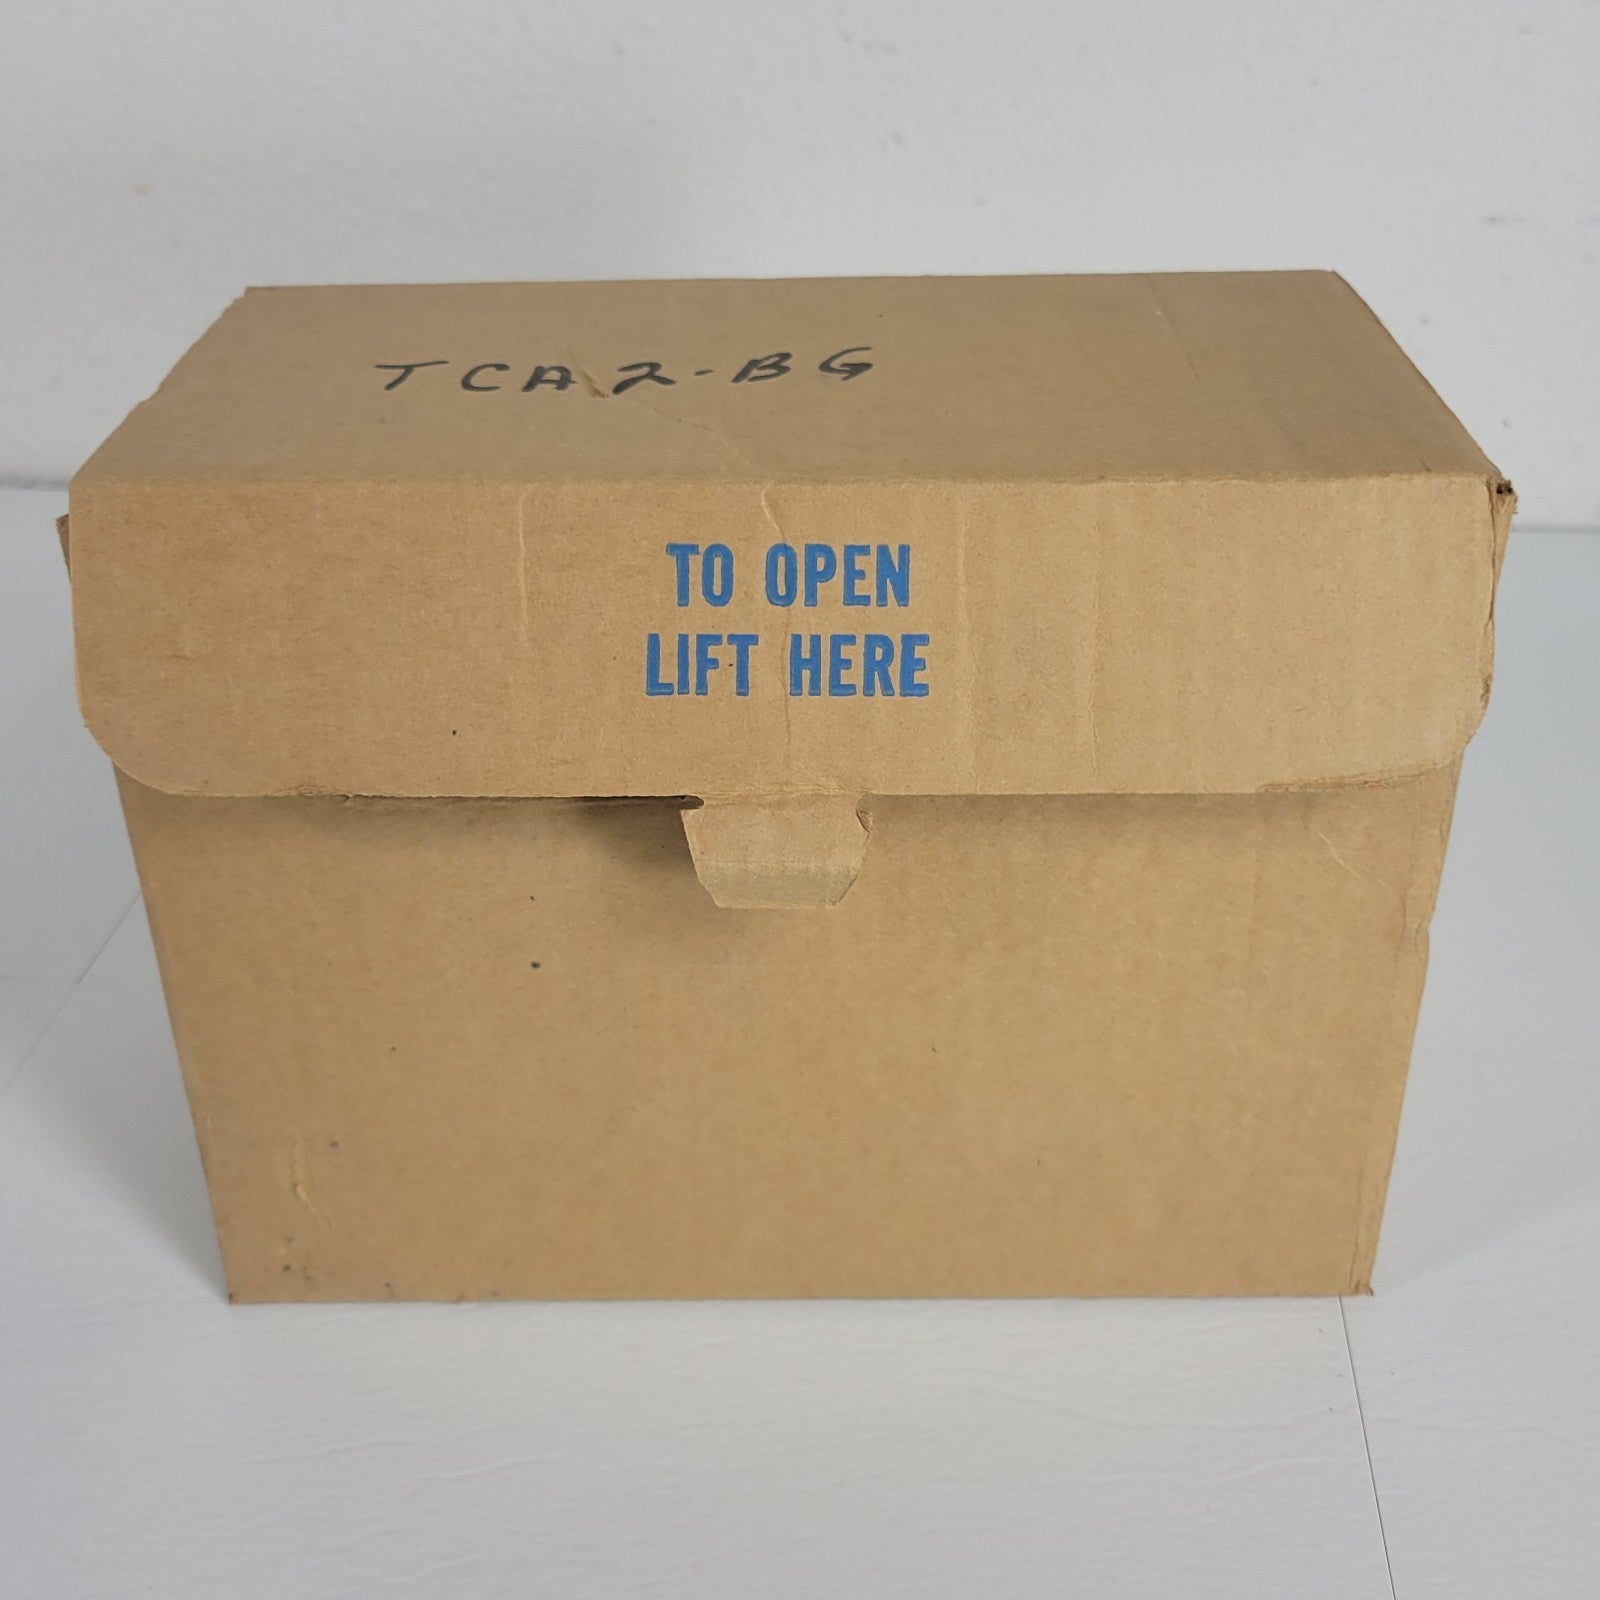 TCA2-BG
TO OPEN
LIFT HERE